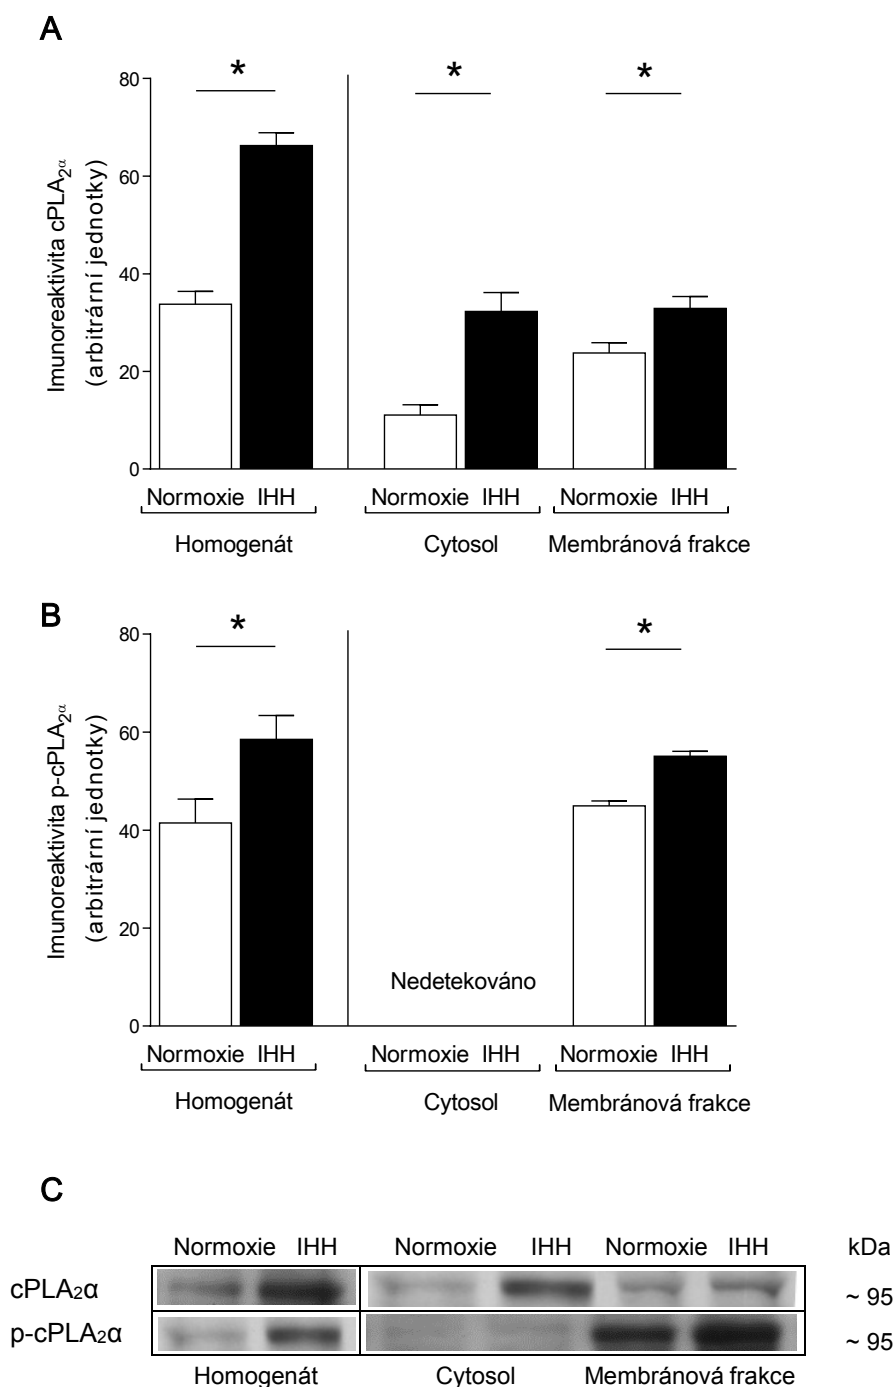 A
Imunoreaktivita cPLA2α
(arbitrární jednotky)
80
60
40
20
0
*
*
*
Normoxie IHH Normoxie IHH Normoxie IHH
Homogenát Cytosol Membránová frakce
B
Imunoreaktivita p-cPLA2α
(arbitrární jednotky)
80
60
40
20
0
*
*
Nedetekováno
Normoxie IHH Normoxie IHH Normoxie IHH
Homogenát Cytosol Membránová frakce
C
Normoxie IHH Normoxie IHH Normoxie IHH kDa
cPLA2α ~ 95
p-cPLA2α ~ 95
Homogenát Cytosol Membránová frakce